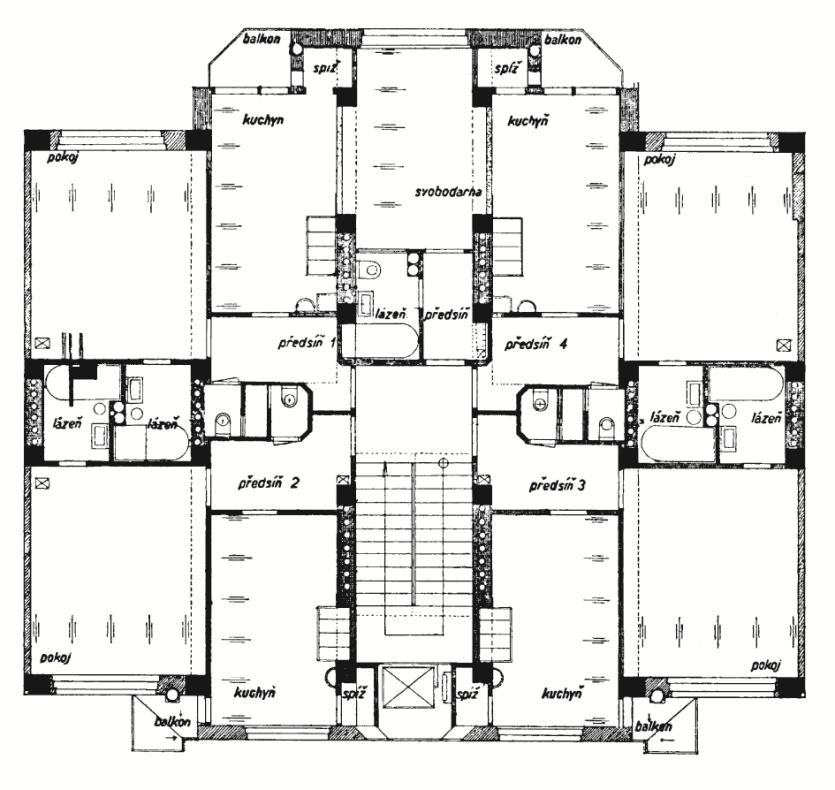 balkon
balkon
spíž
spíž
kuchyň
kuchyň
pokoj
pokoj
svobodarna
lázeň
předsíň
předsíň 1
předsíň 4
lázeň
lázeň
lázeň
lázeň
předsíň 2
předsíň 3
pokoj
pokoj
kuchyň
spíž
spíž
kuchyň
balkon
balkon